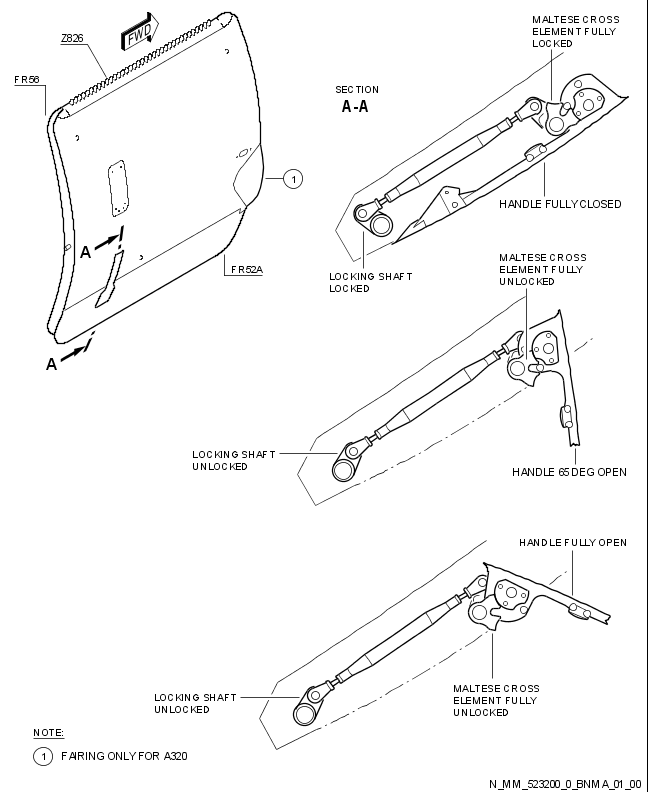 FWD
Z826
FR56
1
A
A
FR52A
SECTION
A-A
MALTESE CROSS
ELEMENT FULLY
LOCKED
HANDLE FULLY CLOSED
LOCKING SHAFT
LOCKED
MALTESE CROSS
ELEMENT FULLY
UNLOCKED
LOCKING SHAFT
UNLOCKED
HANDLE 65 DEG OPEN
HANDLE FULLY OPEN
LOCKING SHAFT
UNLOCKED
MALTESE CROSS
ELEMENT FULLY
UNLOCKED
NOTE:
1 FAIRING ONLY FOR A320
N_MM_523200_0_BNMA_01_00